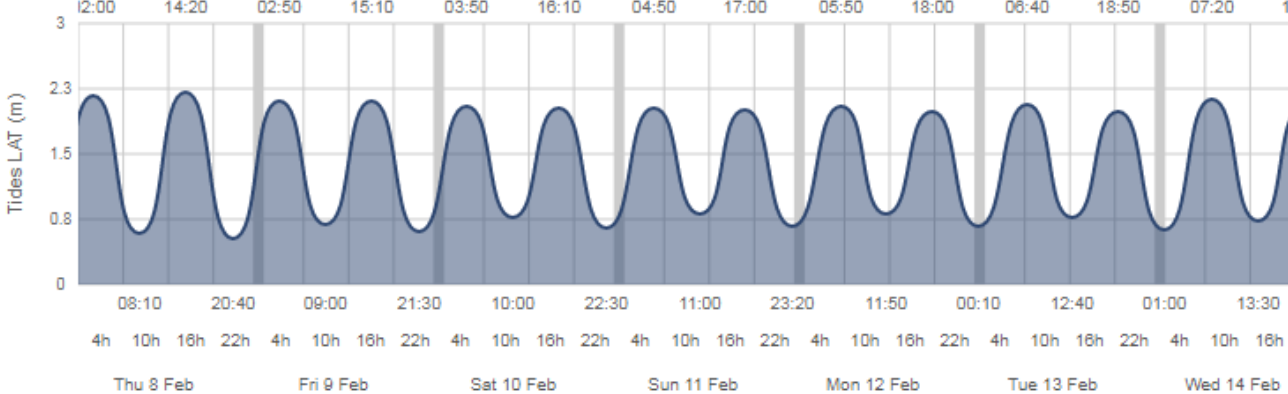 14:20 02:50 15:10 03:50 16:10 04:50 17:00 05:50 18:00 06:40 18:50 07:20
3
2.3
1.5
0.8
0
Tides LAT (m)
08:10 20:40 09:00 21:30 10:00 22:30 11:00 23:20 11:50 00:10 12:40 01:00 13:30
4h 10h 16h 22h 4h 10h 16h 22h 4h 10h 16h 22h 4h 10h 16h 22h 4h 10h 16h 22h 4h 10h 16h 22h 4h 10h 16h
Thu 8 Feb Fri 9 Feb Sat 10 Feb Sun 11 Feb Mon 12 Feb Tue 13 Feb Wed 14 Feb